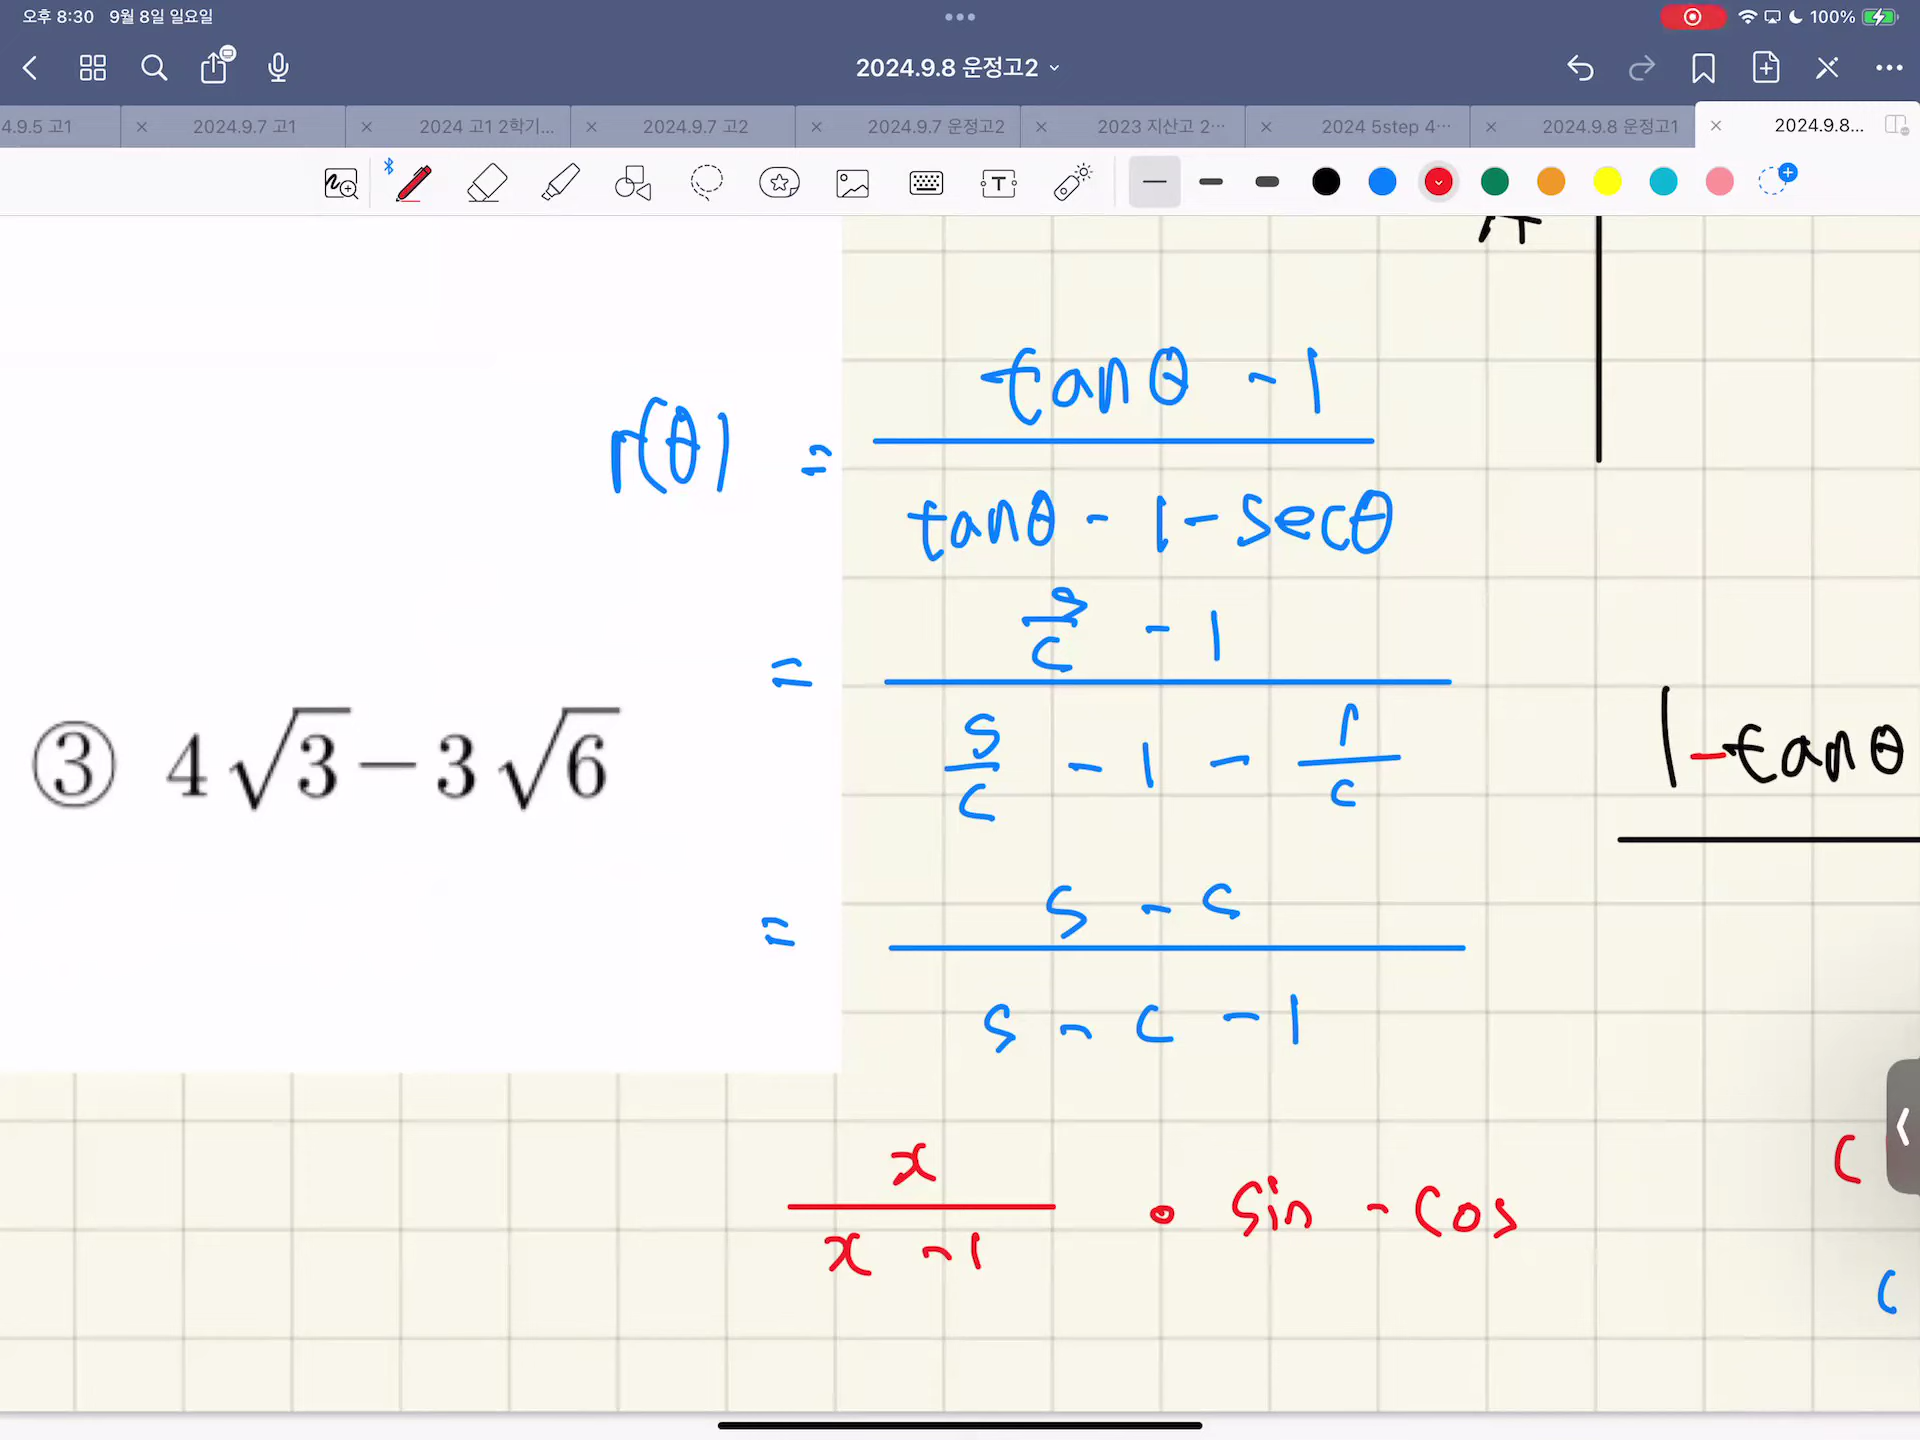 오후 8:30 9월 8일 일요일
100%
2024.9.8 운정고2
4.9.5 고1
2024.9.7 고1
2024 고1 2학기...
2024.9.7 고2
2024.9.7 운정고2
2023 지산고 2…
2024 5step 4…
2024.9.8 운정고1
2024.9.8...
r(θ) = tanθ - 1
tanθ - 1 - secθ
= s/c - 1
s/c - 1 - 1/c
③ 4√3 − 3√6
1 - tanθ
= s - c
s - c - 1
x
x - 1
• sin - cos
c
c